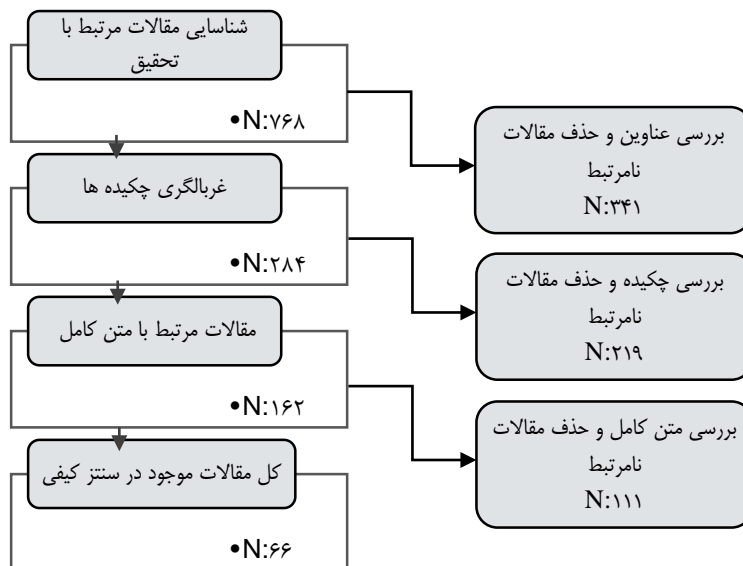 شناسایی مقالات مرتبط با
تحقیق
•N:۷۶۸
بررسی عناوین و حذف مقالات
نامرتبط
N:۳۴۱
غربالگری چکیده ها
•N:۲۸۴
بررسی چکیده و حذف مقالات
نامرتبط
N:۲۱۹
مقالات مرتبط با متن کامل
•N:۱۶۲
بررسی متن کامل و حذف مقالات
نامرتبط
N:۱۱۱
کل مقالات موجود در سنتز کیفی
•N:۶۶